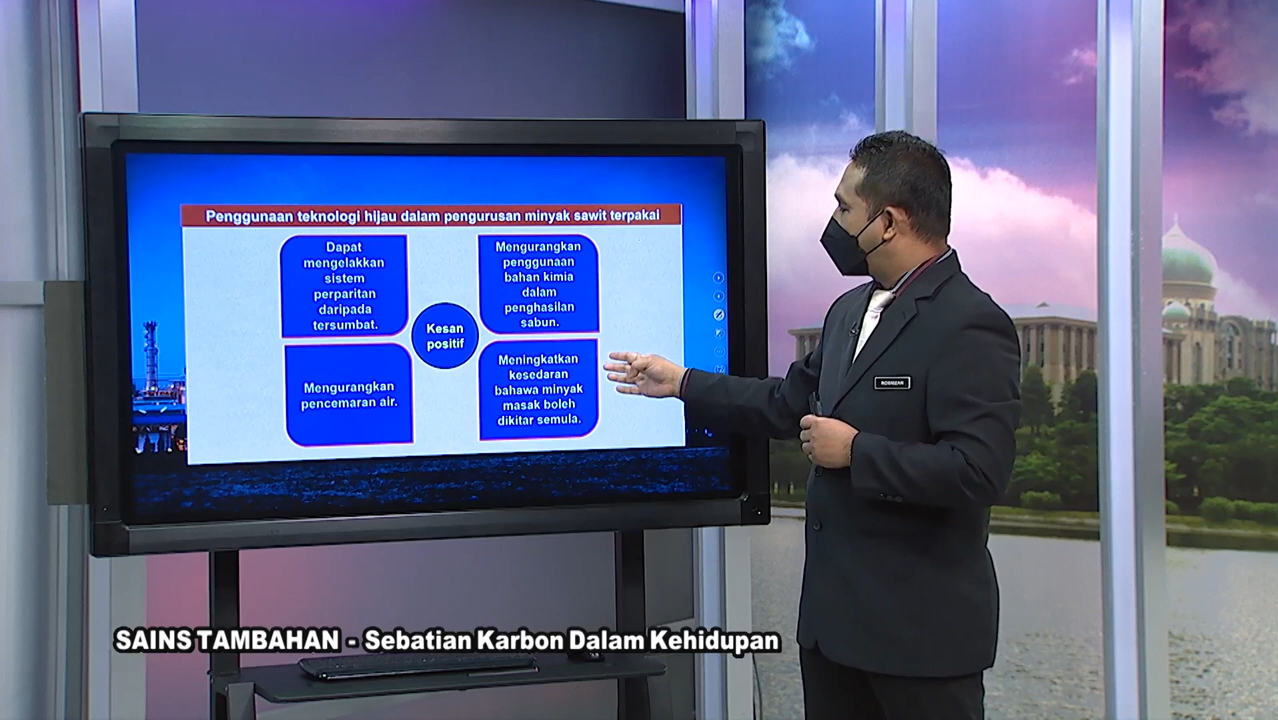 Penggunaan teknologi hijau dalam pengurusan minyak sawit terpakai
Dapat
mengelakkan
sistem
perparitan
daripada
tersumbat.
Mengurangkan
penggunaan
bahan kimia
dalam
penghasilan
sabun.
Kesan
positif
Mengurangkan
pencemaran air.
Meningkatkan
kesedaran
bahawa minyak
masak boleh
dikitar semula.
ROSMIZAN
SAINS TAMBAHAN - Sebatian Karbon Dalam Kehidupan